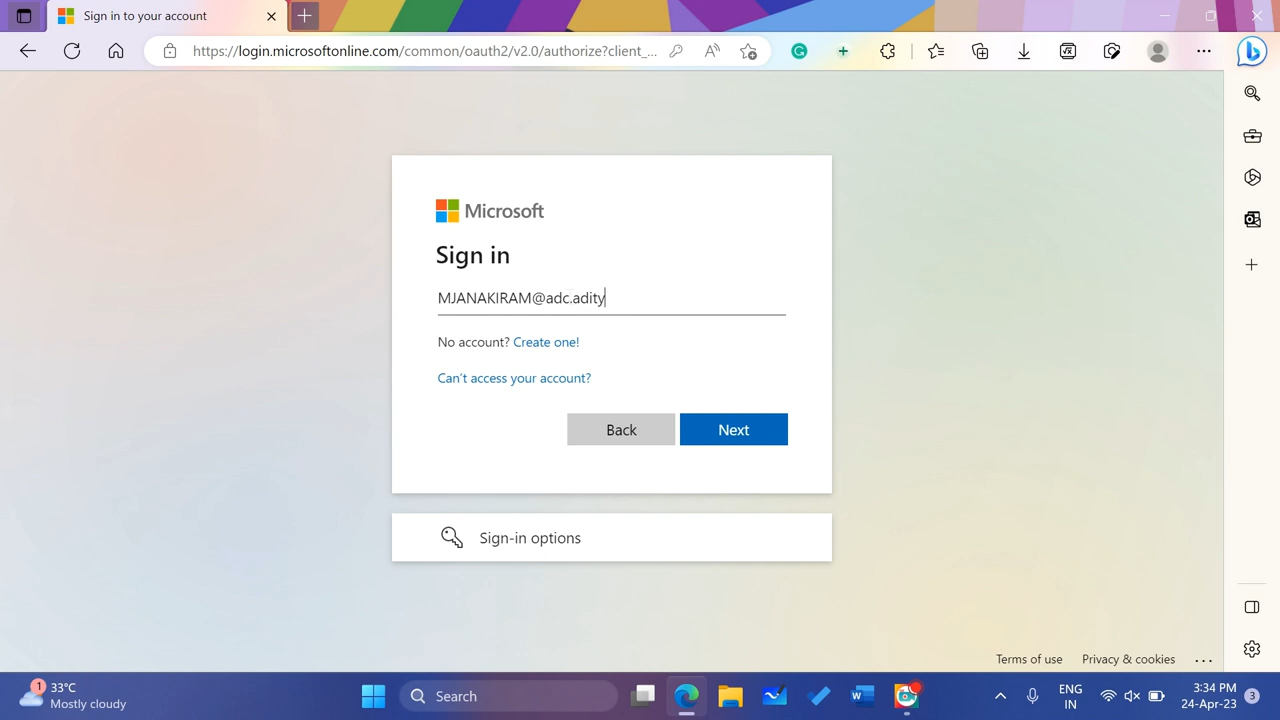 Sign in to your account
https://login.microsoftonline.com/common/oauth2/v2.0/authorize?client_...
Microsoft
Sign in
MJANAKIRAM@adc.adity
No account? Create one!
Can't access your account?
Back
Next
Sign-in options
Terms of use
Privacy & cookies
...
1
33°C
Mostly cloudy
Search
ENG
IN
3:34 PM
24-Apr-23
3